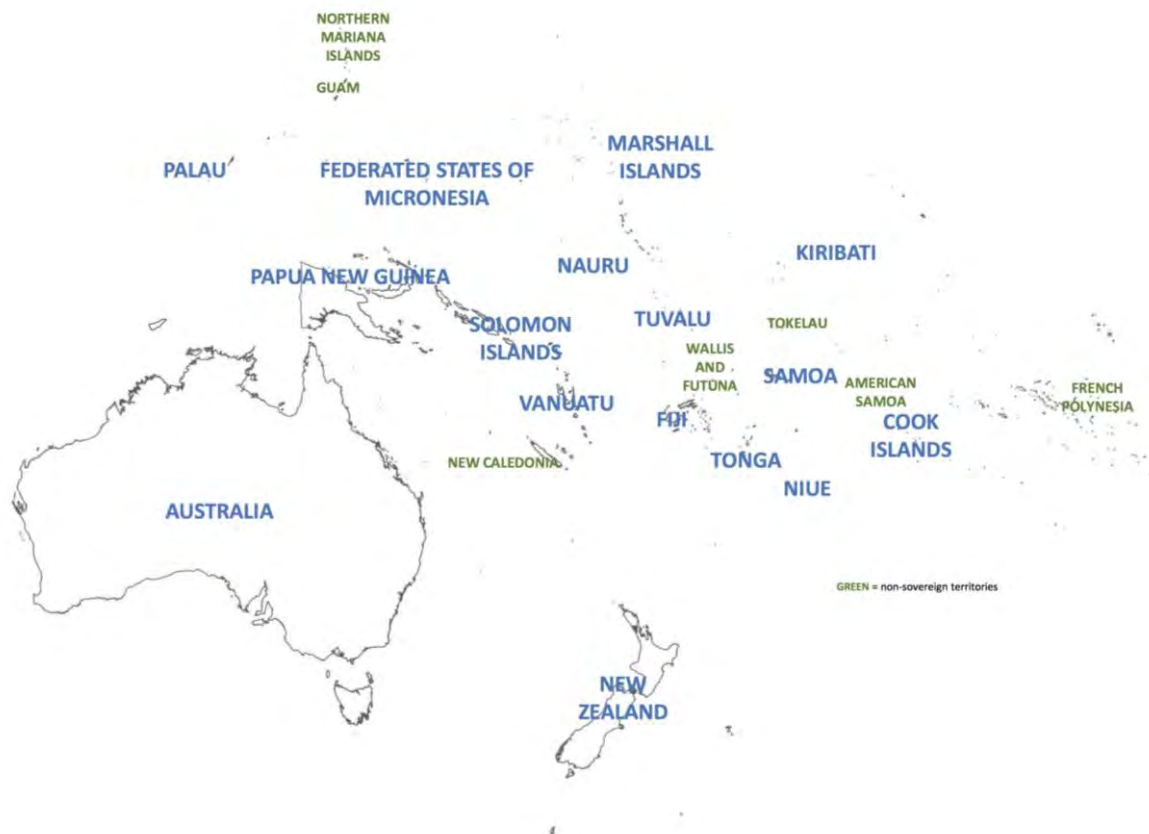 NORTHERN
MARIANA
ISLANDS
GUAM
MARSHALL
ISLANDS
PALAU
FEDERATED STATES OF
MICRONESIA
KIRIBATI
NAURU
PAPUA NEW GUINEA
SOLOMON
ISLANDS
TUVALU
TOKELAU
WALLIS
AND
FUTUNA
SAMOA
AMERICAN
SAMOA
FRENCH
POLYNESIA
VANUATU
FIJI
COOK
ISLANDS
NEW CALEDONIA
TONGA
NIUE
AUSTRALIA
GREEN = non-sovereign territories
NEW
ZEALAND